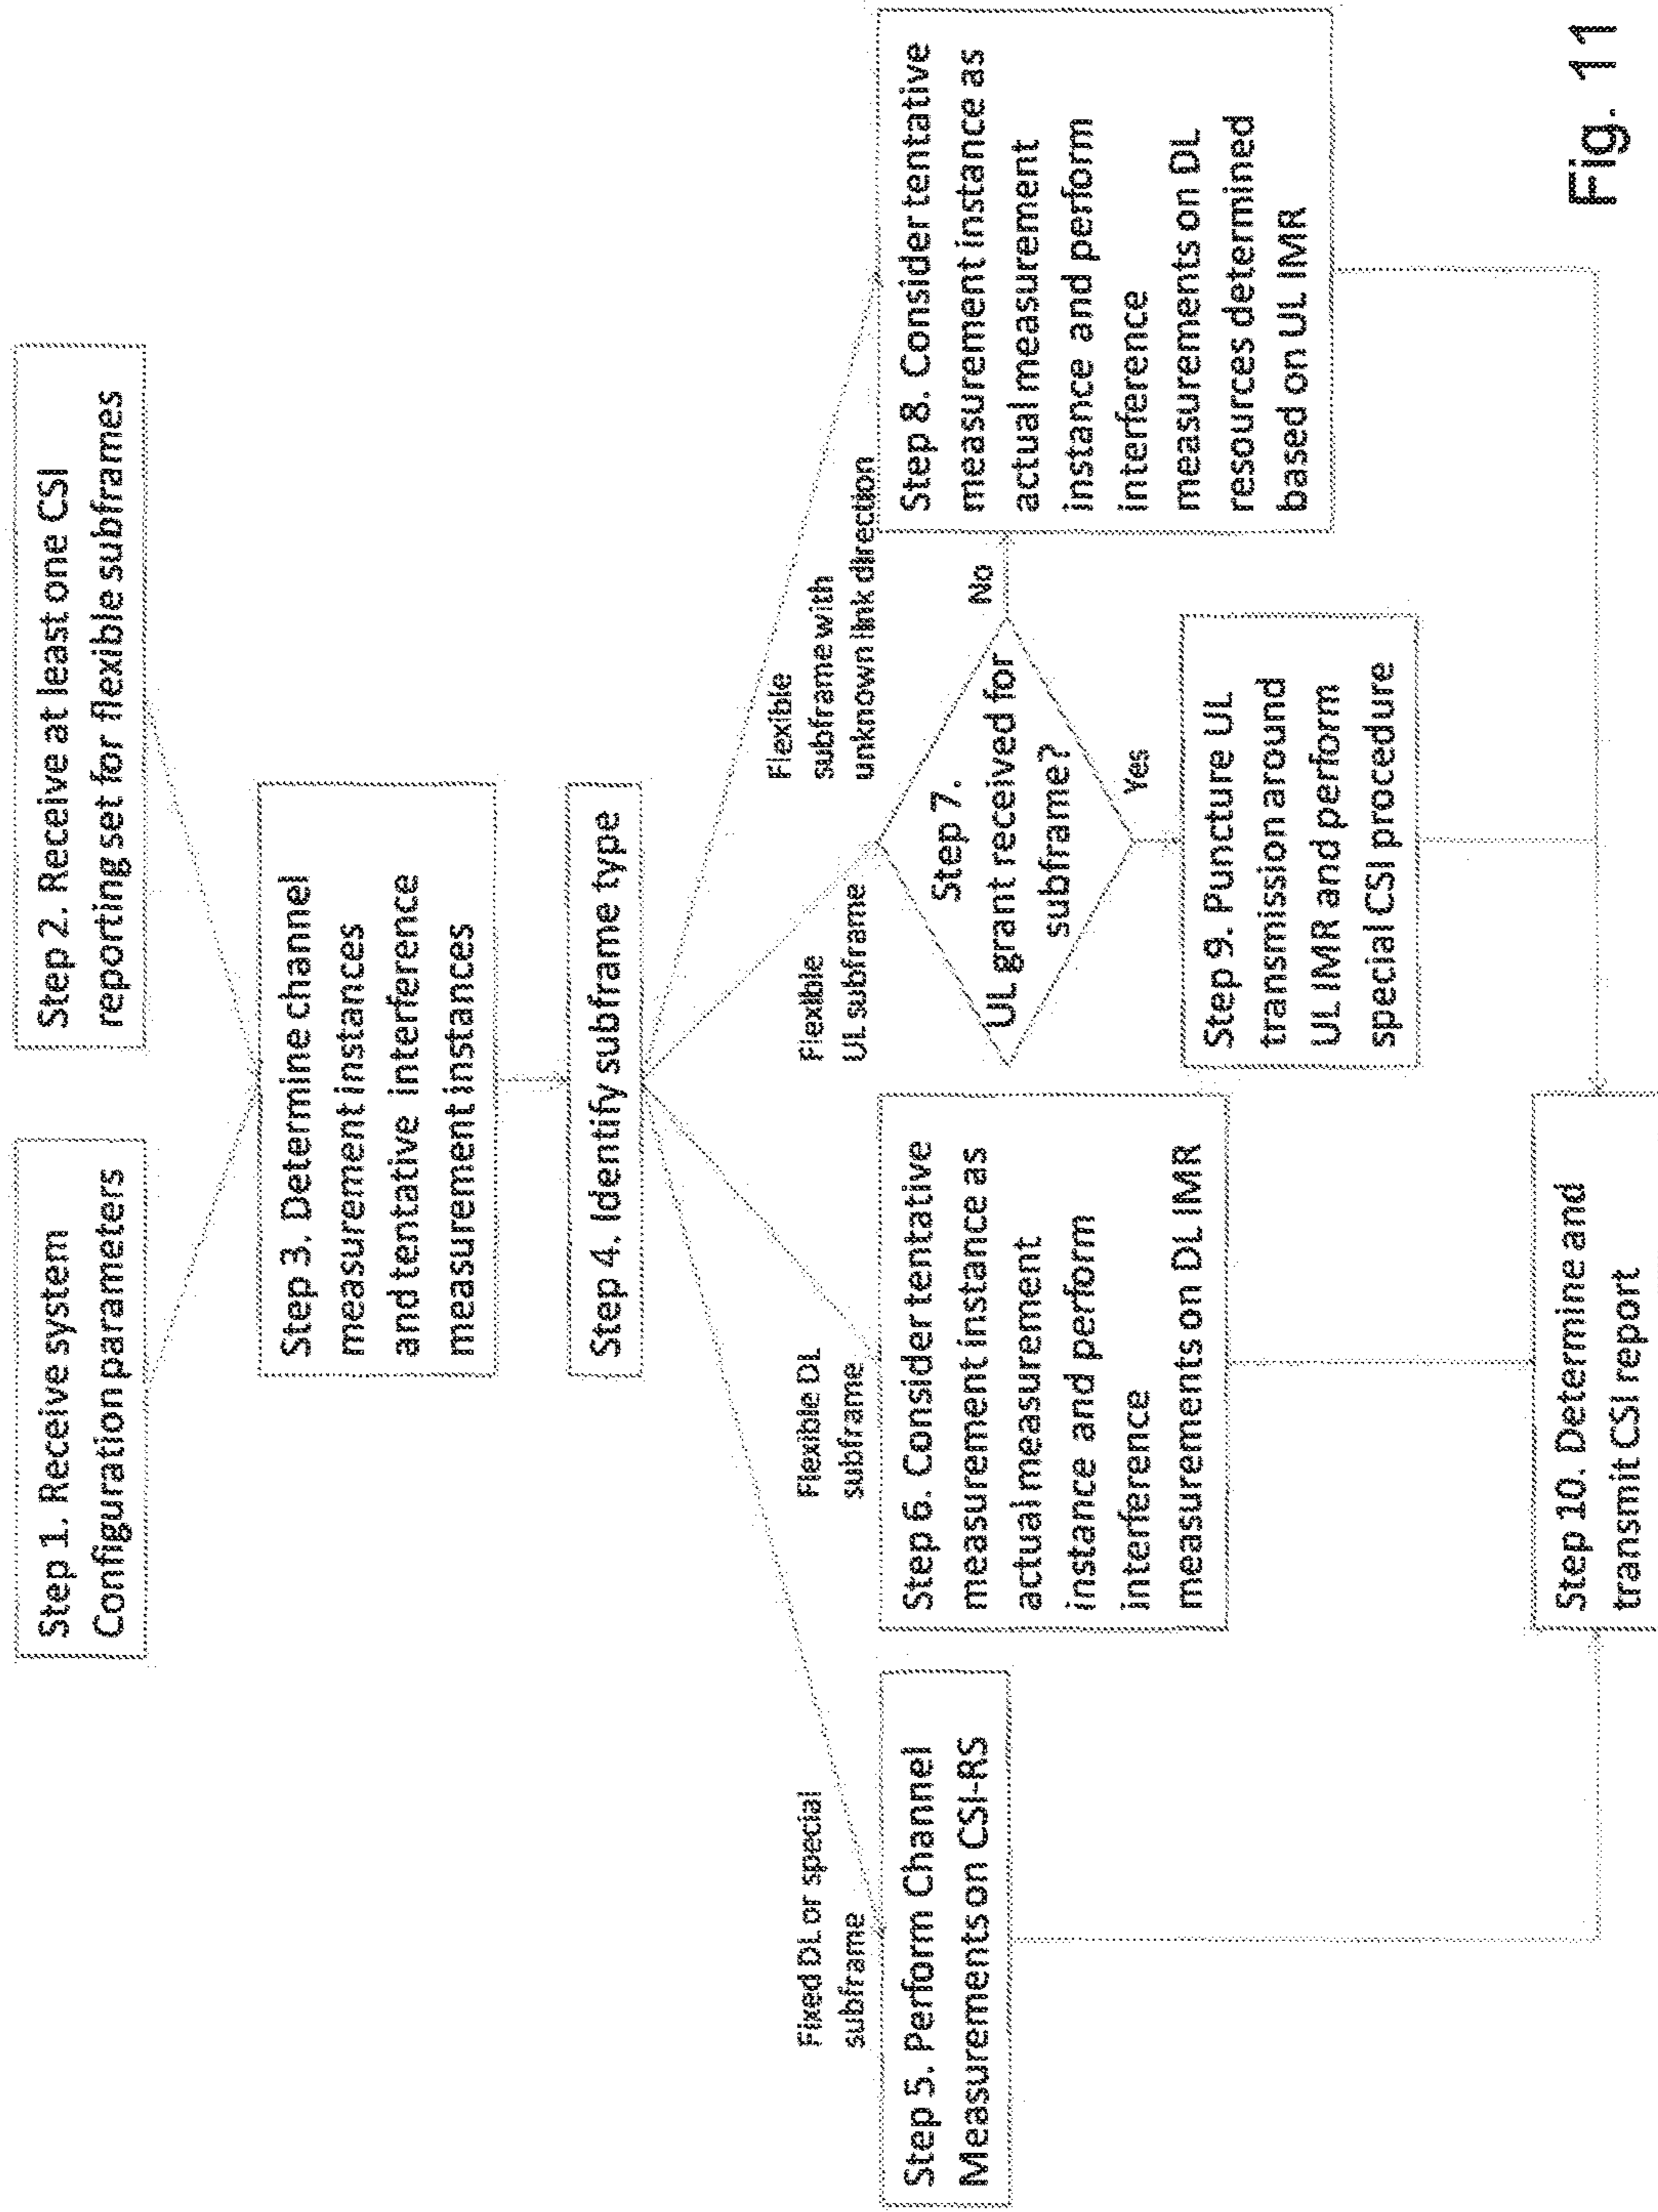 Step 1. Receive system
Configuration parameters
Step 2. Receive at least one CSI
reporting set for flexible subframes
Step 3. Determine channel
measurement instances
and tentative interference
measurement instances
Step 4. Identify subframe type
Fixed DL or special
subframe
Flexible DL
subframe
Flexible
UL subframe
Flexible
subframe with
unknown link direction
Step 5. Perform Channel
Measurements on CSI-RS
Step 6. Consider tentative
measurement instance as
actual measurement
instance and perform
interference
measurements on DL IMR
Step 7.
UL grant received for
subframe?
No
Yes
Step 8. Consider tentative
measurement instance as
actual measurement
instance and perform
interference
measurements on DL
resources determined
based on UL IMR
Step 9. Puncture UL
transmission around
UL IMR and perform
special CSI procedure
Step 10. Determine and
transmit CSI report
Fig. 11